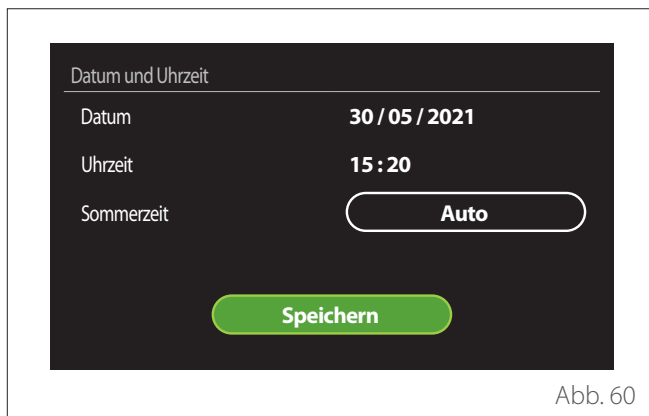 Datum und Uhrzeit
Datum 30 / 05 / 2021
Uhrzeit 15 : 20
Sommerzeit Auto
Speichern
Abb. 60